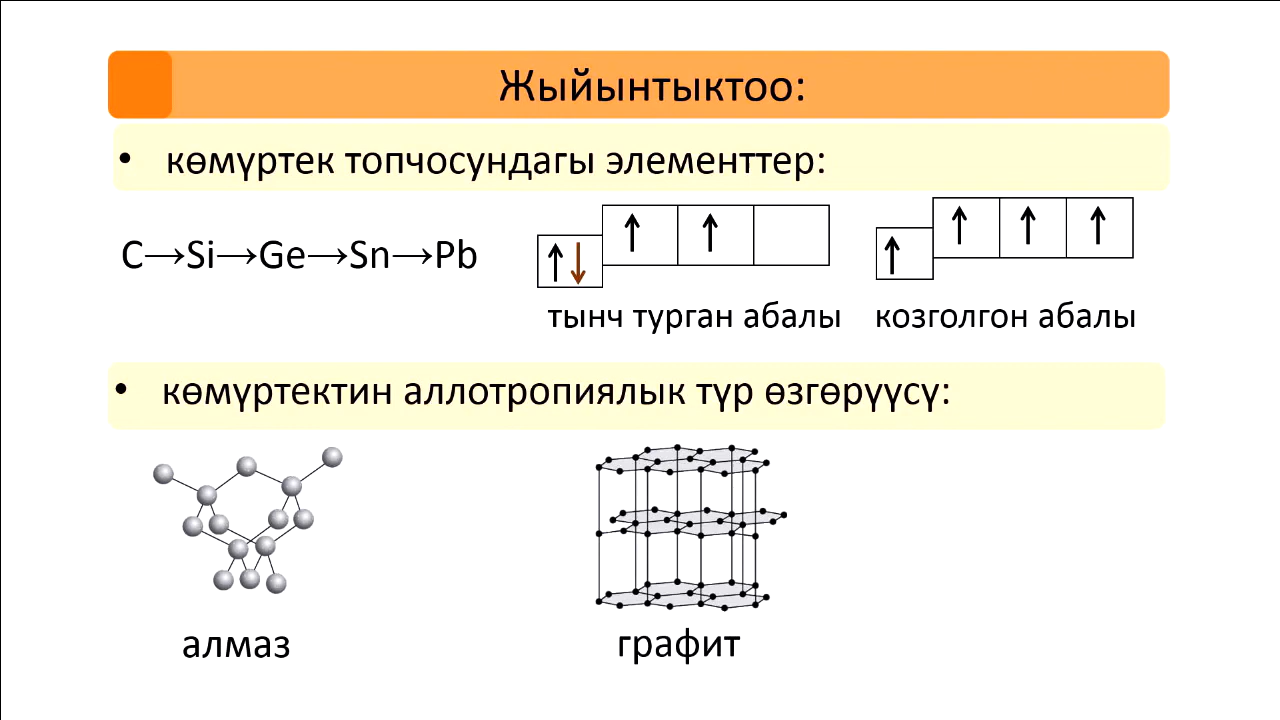 Жыйынтыктоо:
• көмүртек топчосундагы элементтер:
C→Si→Ge→Sn→Pb
тынч турган абалы
козголгон абалы
• көмүртектин аллотропиялык түр өзгөрүүсү:
алмаз
графит